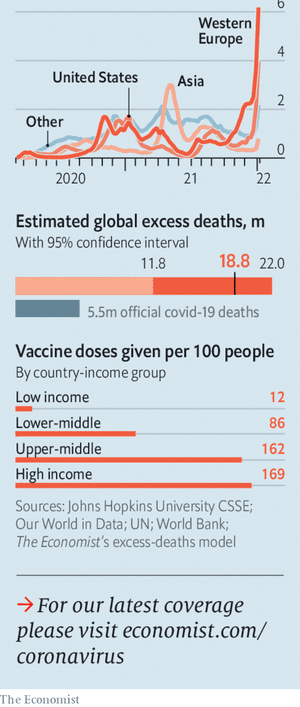 6
Western
Europe
4
United States
Asia
2
Other
0
2020
21
22
Estimated global excess deaths, m
With 95% confidence interval
11.8 18.8 22.0
5.5m official covid-19 deaths
Vaccine doses given per 100 people
By country-income group
Low income 12
Lower-middle 86
Upper-middle 162
High income 169
Sources: Johns Hopkins University CSSE;
Our World in Data; UN; World Bank;
The Economist’s excess-deaths model
→ For our latest coverage
please visit economist.com/
coronavirus
The Economist